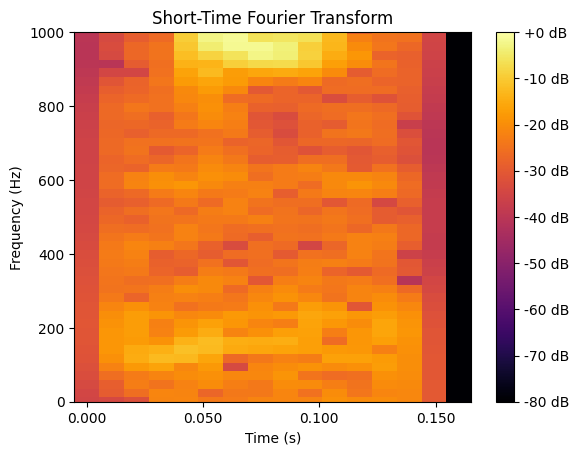 Short-Time Fourier Transform
1000
800
600
400
200
0
Frequency (Hz)
0.000
0.050
0.100
0.150
Time (s)
+0 dB
-10 dB
-20 dB
-30 dB
-40 dB
-50 dB
-60 dB
-70 dB
-80 dB